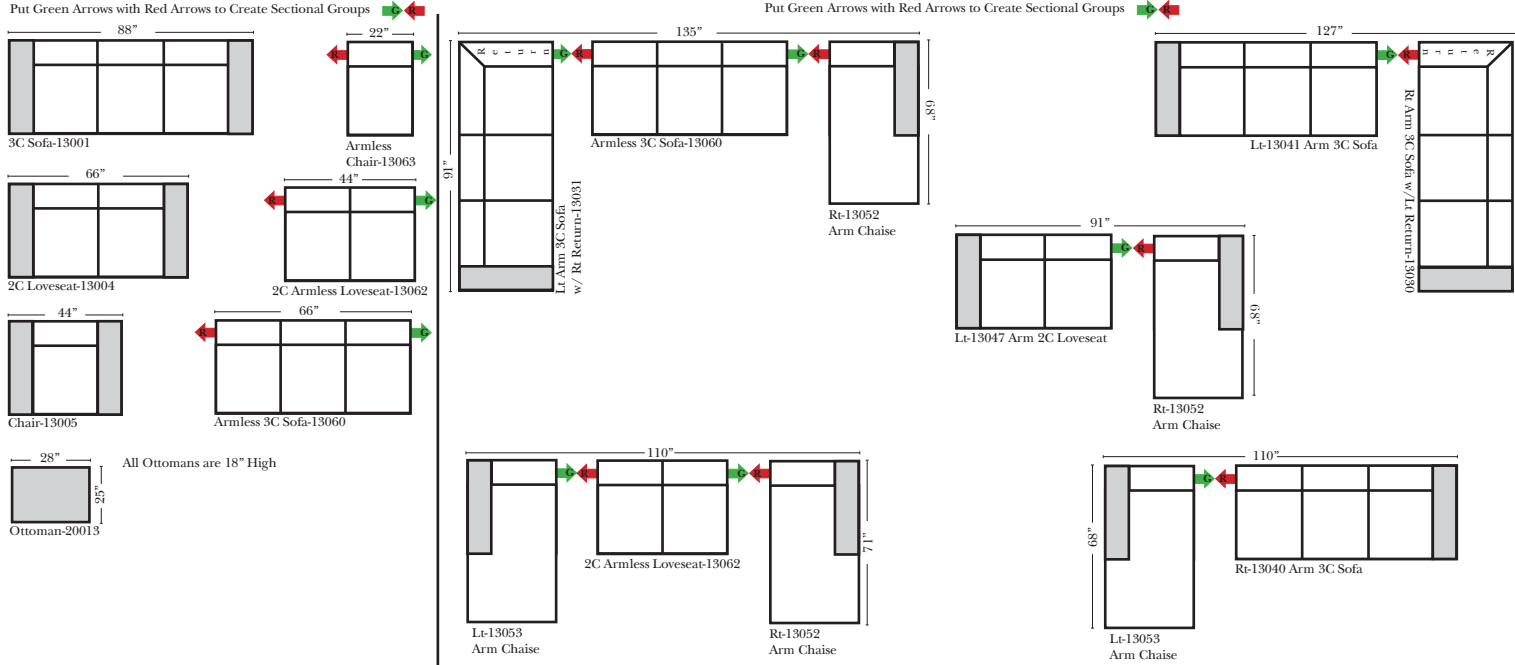 Put Green Arrows with Red Arrows to Create Sectional Groups
G R
88”
3C Sofa-13001
22”
R
G
Armless
Chair-13063
66”
2C Loveseat-13004
44”
R
G
2C Armless Loveseat-13062
44”
Chair-13005
66”
R
G
Armless 3C Sofa-13060
28”
25”
All Ottomans are 18” High
Ottoman-20013
Put Green Arrows with Red Arrows to Create Sectional Groups
G R
135”
Return
G R
G R
91”
68”
Lt Arm 3C Sofa
w/ Rt Return-13031
Armless 3C Sofa-13060
Rt-13052
Arm Chaise
127”
Return
G R
Lt-13041 Arm 3C Sofa
Rt Arm 3C Sofa w/Lt Return-13030
91”
G R
68”
Lt-13047 Arm 2C Loveseat
Rt-13052
Arm Chaise
110”
G R
G R
71”
2C Armless Loveseat-13062
Lt-13053
Arm Chaise
Rt-13052
Arm Chaise
110”
G R
68”
Rt-13040 Arm 3C Sofa
Lt-13053
Arm Chaise